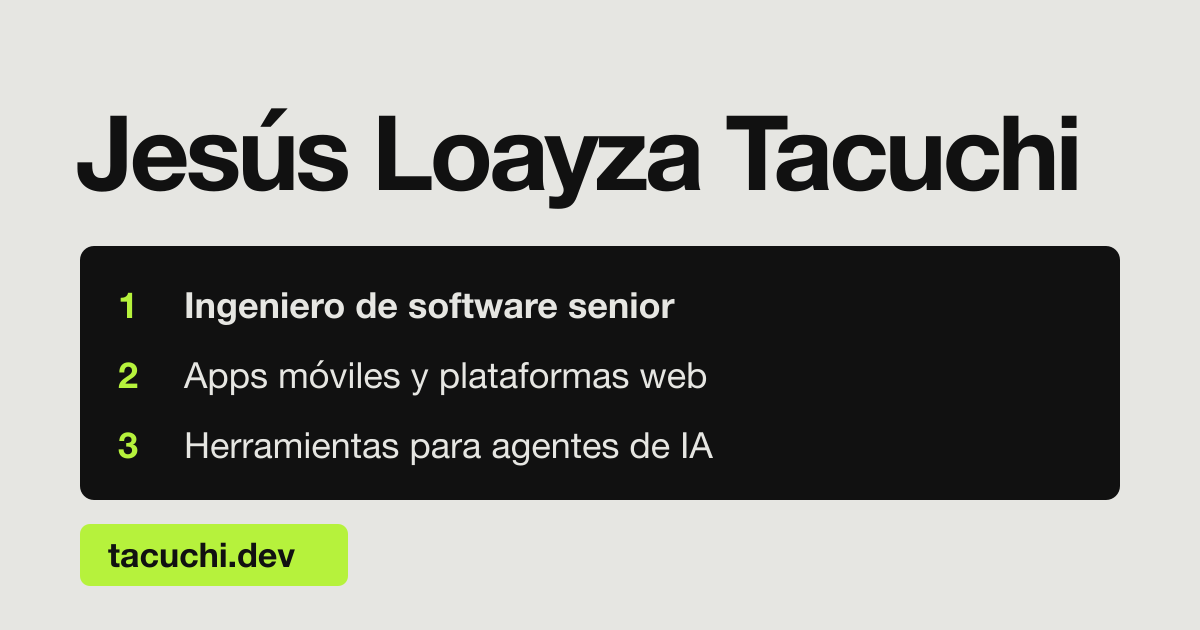 Jesús Loayza Tacuchi
1 Ingeniero de software senior
2 Apps móviles y plataformas web
3 Herramientas para agentes de IA
tacuchi.dev